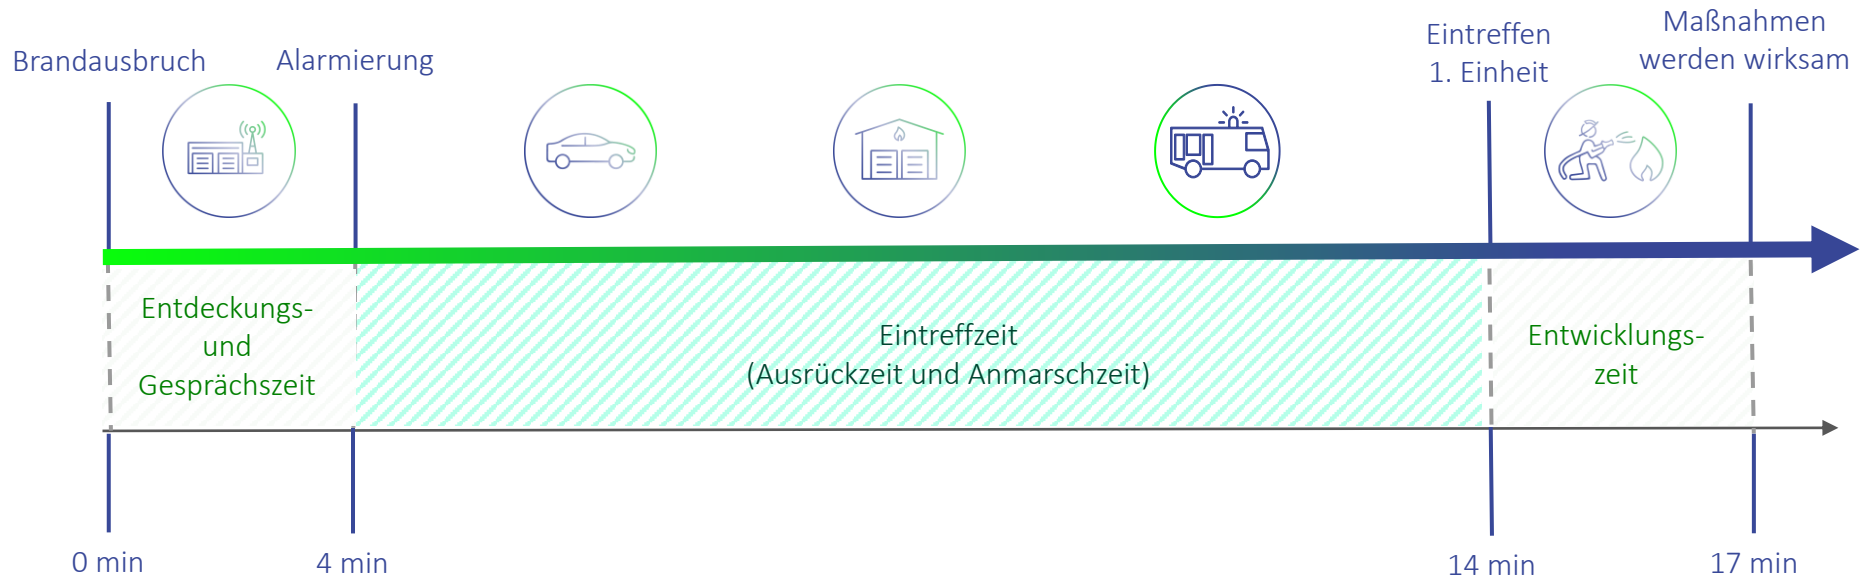 Brandausbruch
Alarmierung
Eintreffen
1. Einheit
Maßnahmen
werden wirksam
Entdeckungs-
und
Gesprächszeit
Eintreffzeit
(Ausrückzeit und Anmarschzeit)
Entwicklungs-
zeit
0 min
4 min
14 min
17 min